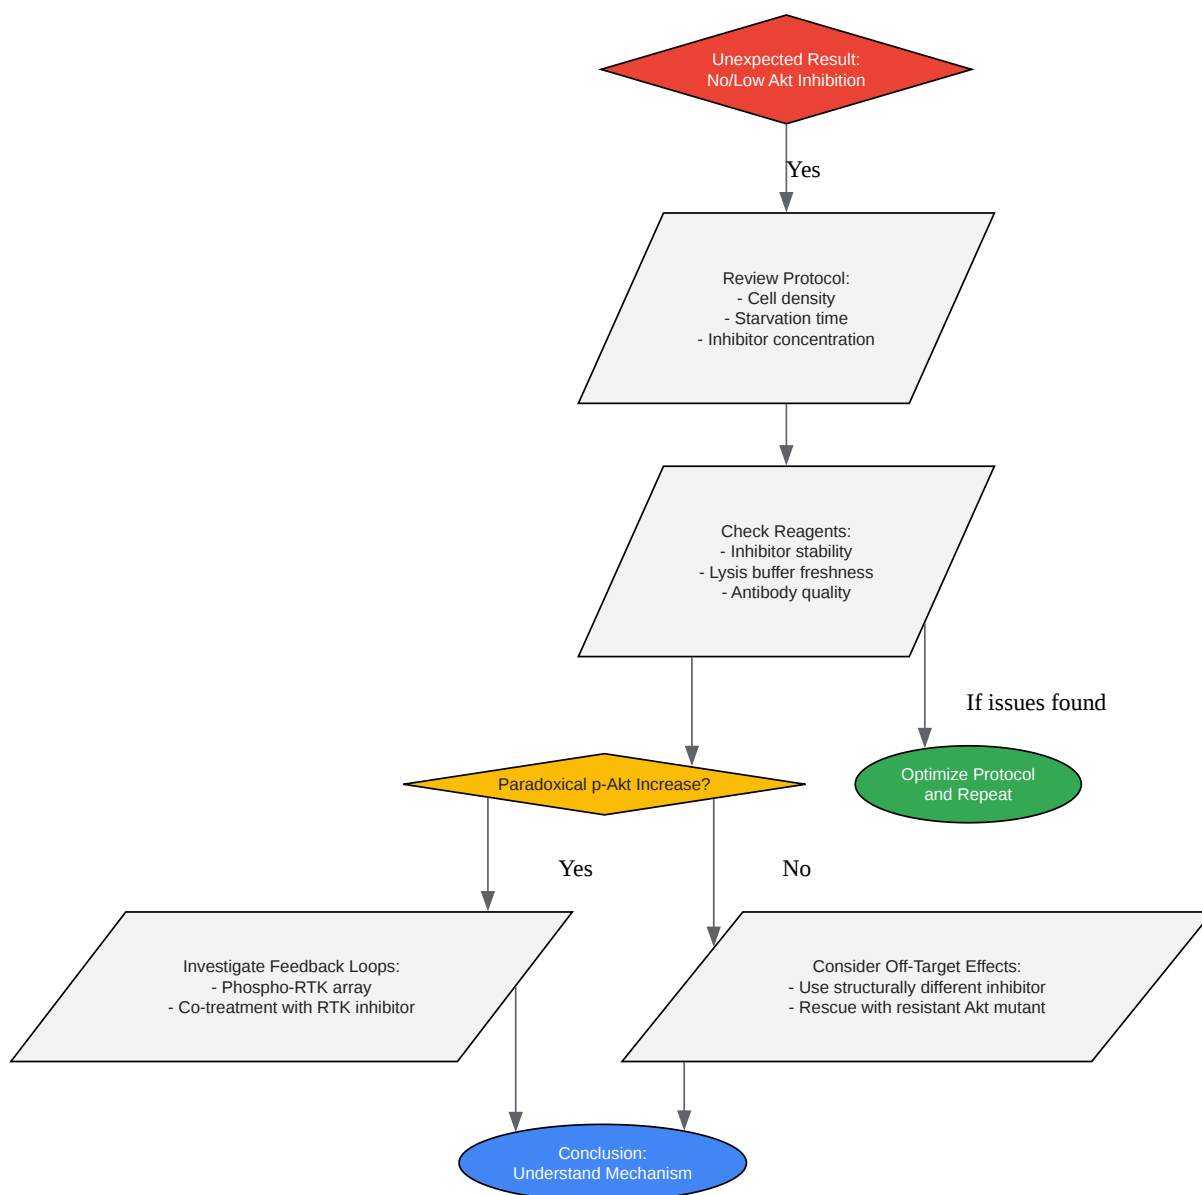 Unexpected Result:
No/Low Akt Inhibition
Yes
Review Protocol:
- Cell density
- Starvation time
- Inhibitor concentration
Check Reagents:
- Inhibitor stability
- Lysis buffer freshness
- Antibody quality
If issues found
Paradoxical p-Akt Increase?
Optimize Protocol
and Repeat
Yes
No
Investigate Feedback Loops:
- Phospho-RTK array
- Co-treatment with RTK inhibitor
Consider Off-Target Effects:
- Use structurally different inhibitor
- Rescue with resistant Akt mutant
Conclusion:
Understand Mechanism